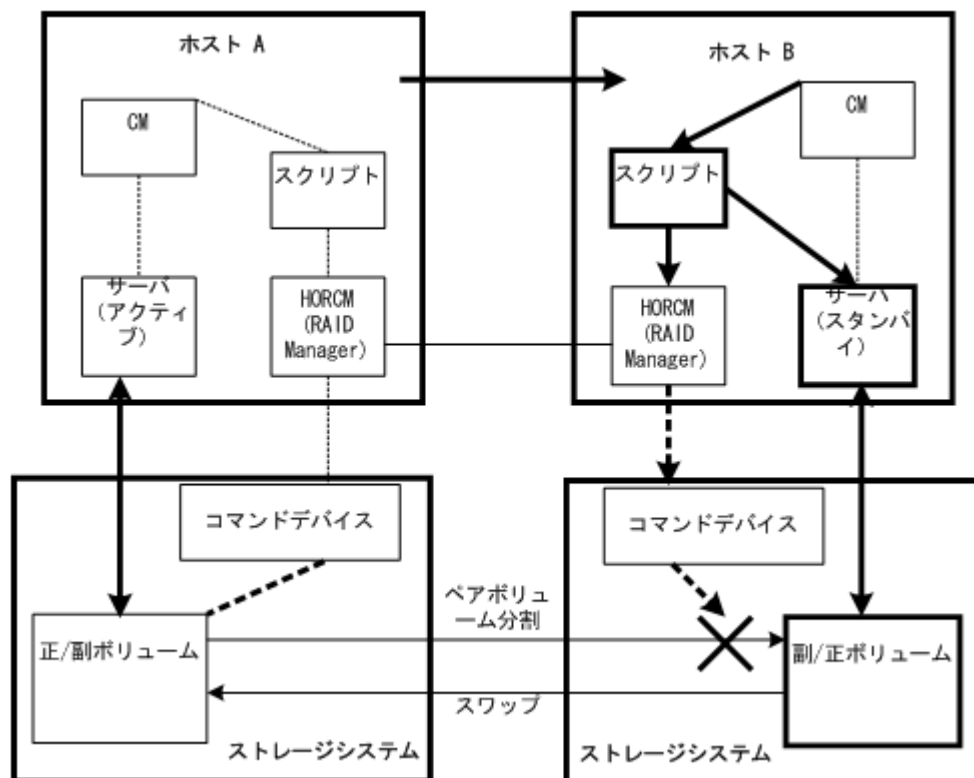 ホスト A
CM
スクリプト
サーバ
(アクティ
ブ)
HORCM
(RAID
Manager)
ホスト B
CM
スクリプト
HORCM
(RAID
Manager)
サーバ
(スタンバ
イ)
コマンドデバイス
正/副ボリューム
ストレージシステム
ペアボリュ
ーム分割
スワップ
コマンドデバイス
副/正ボリューム
ストレージシステム